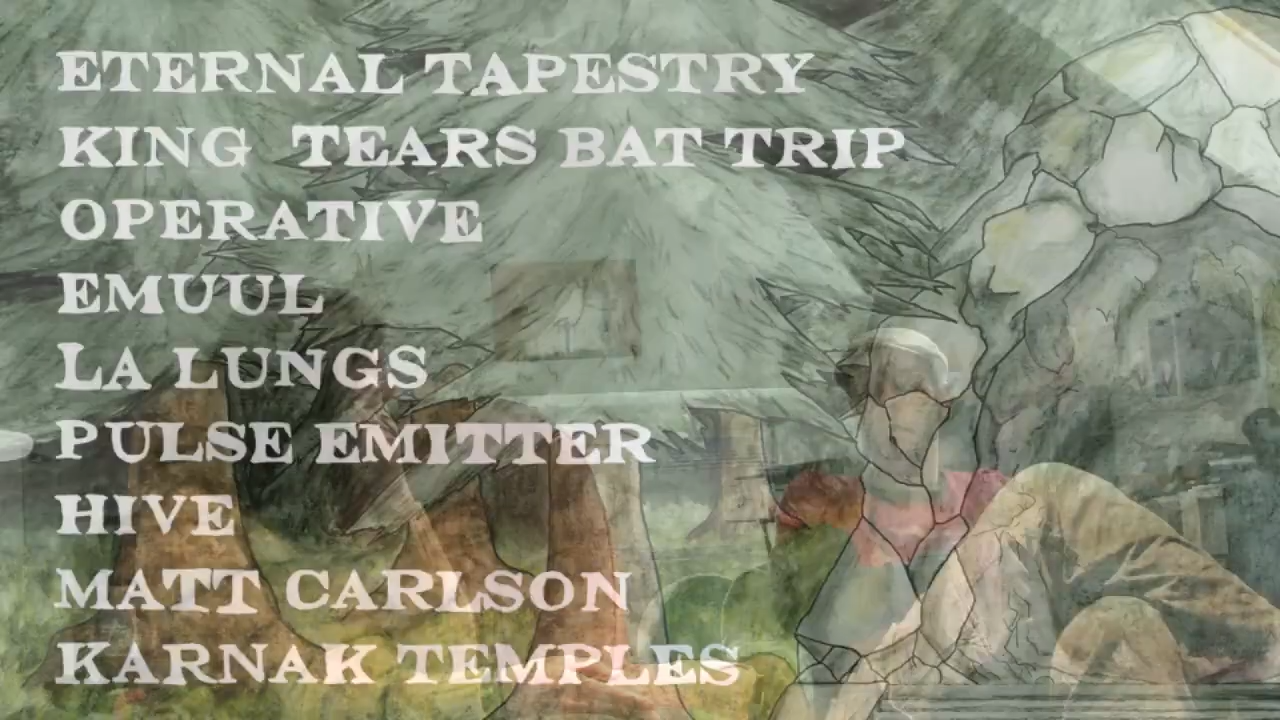 ETERNAL TAPESTRY
KING TEARS BAT TRIP
OPERATIVE
EMUUL
LA LUNGS
PULSE EMITTER
HIVE
MATT CARLSON
KARNAK TEMPLES